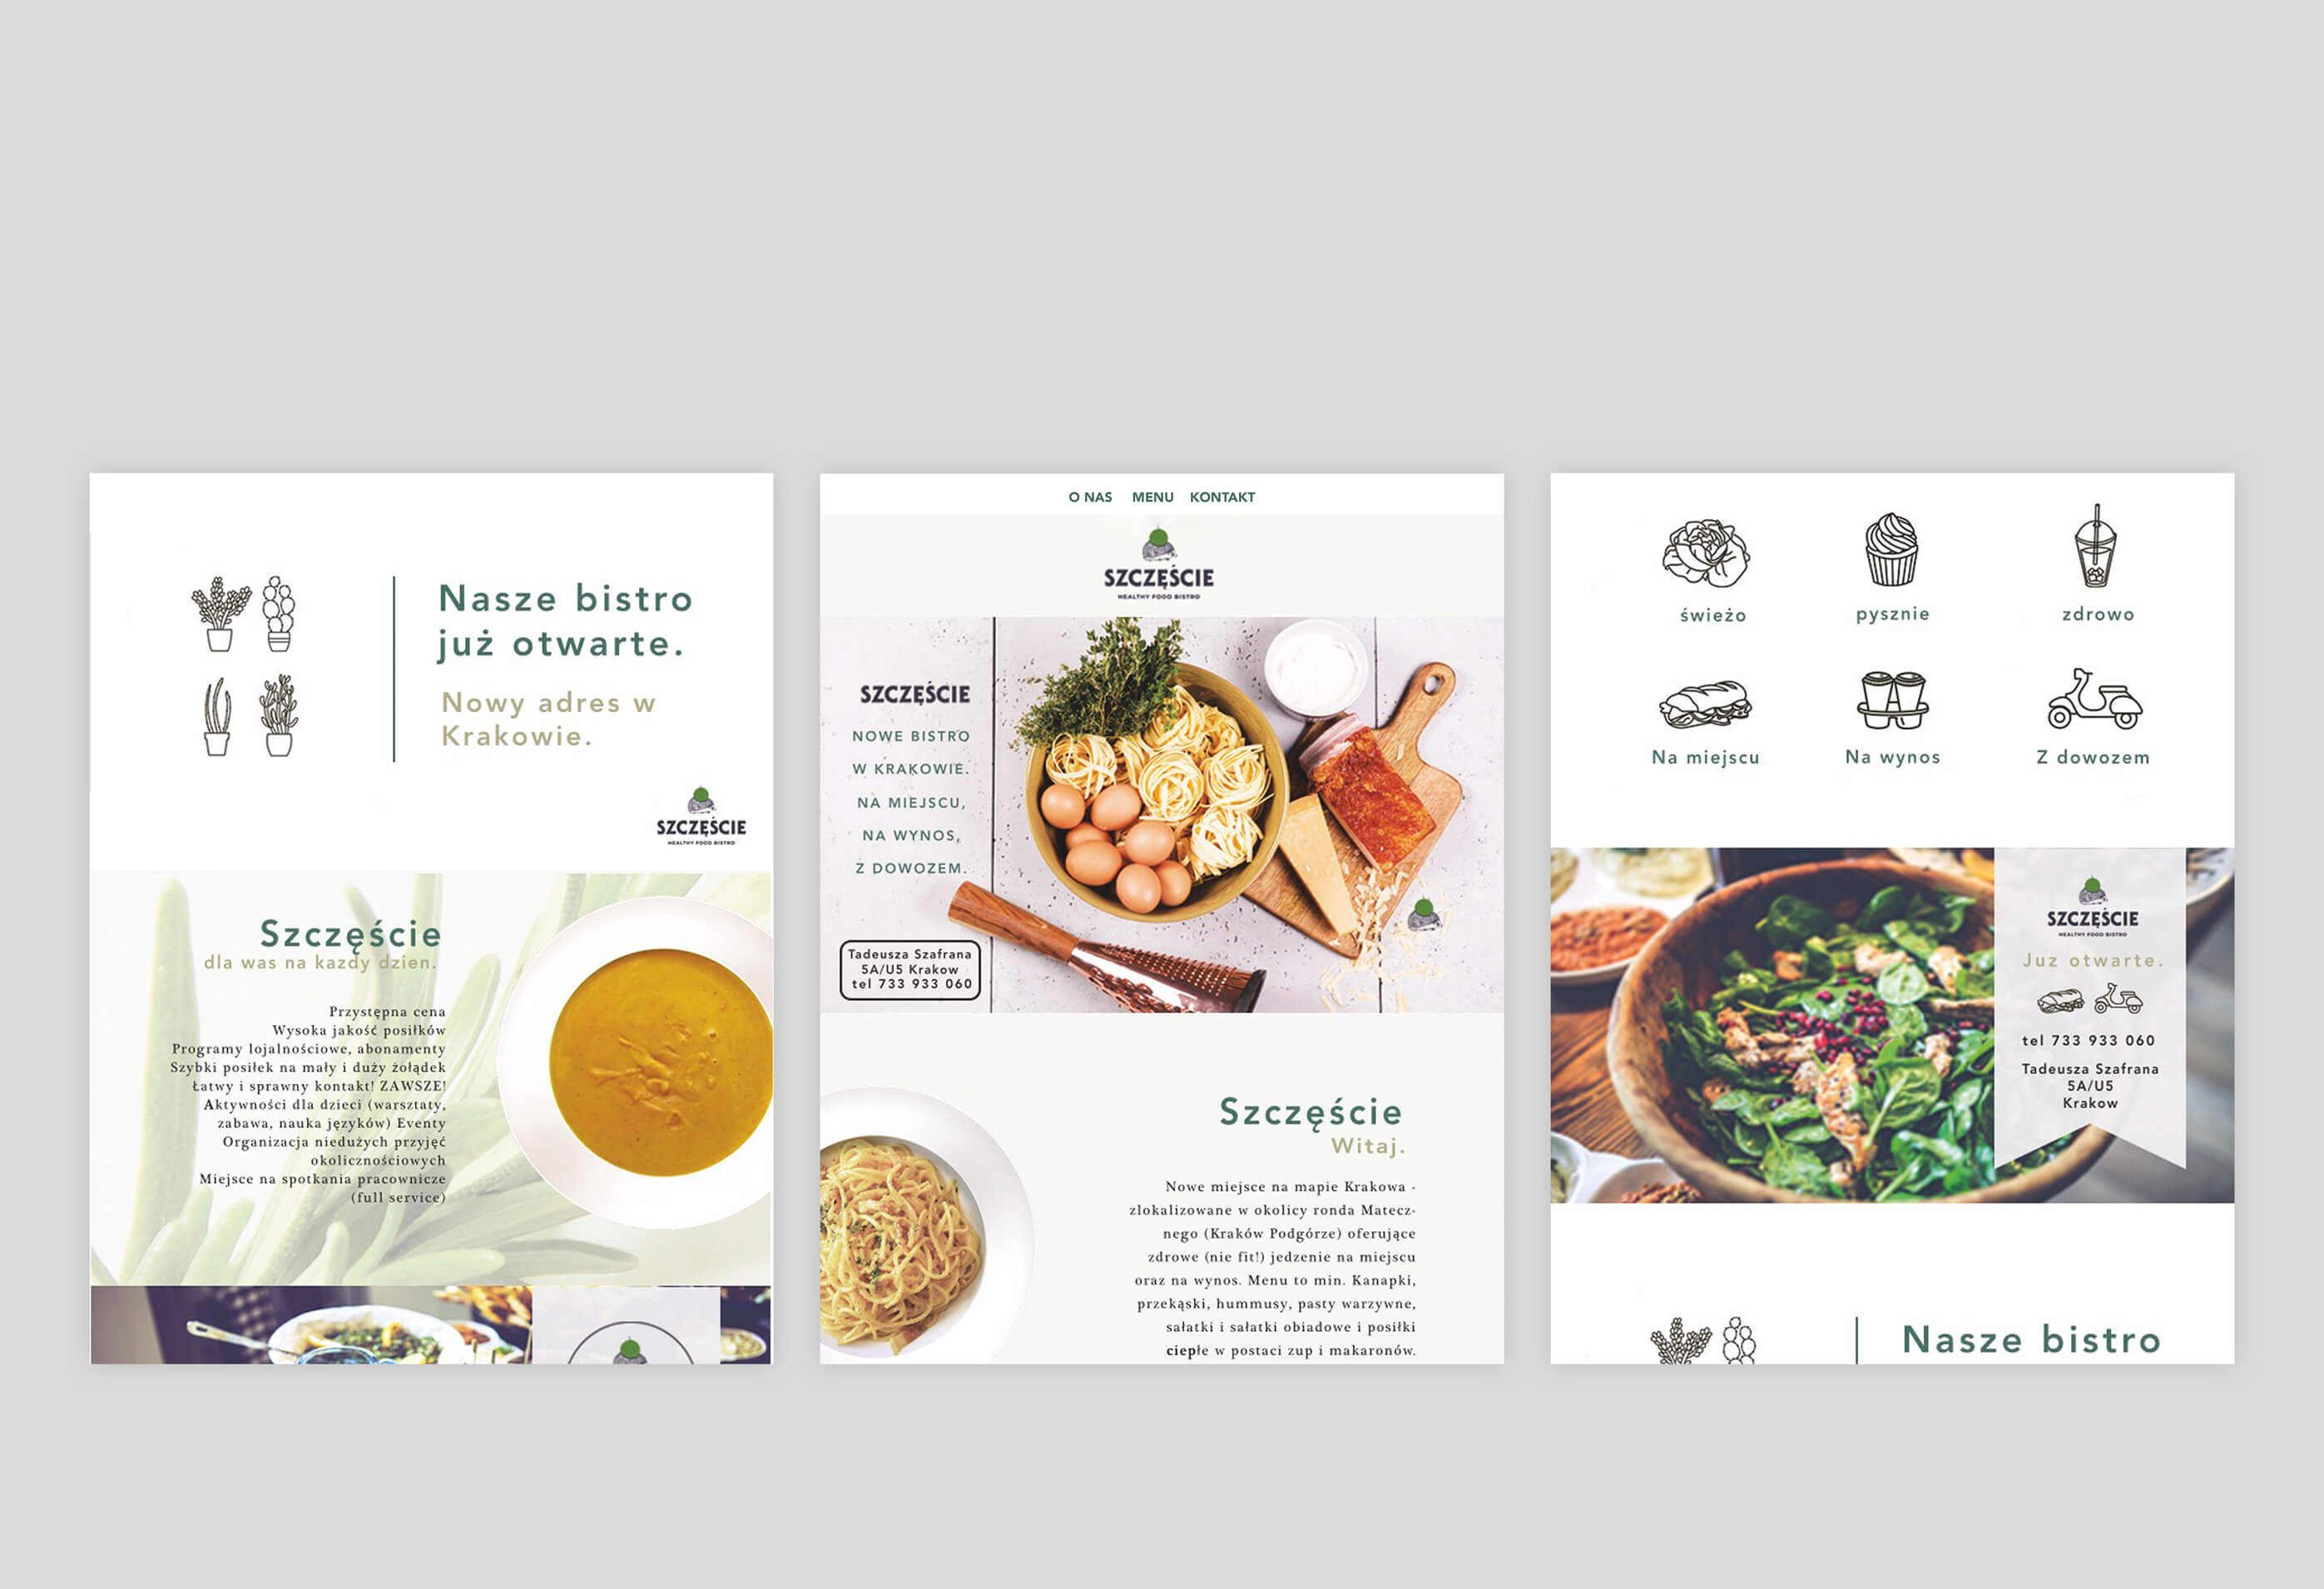 Nasze bistro
już otwarte.
Nowy adres w
Krakowie.
SZCZĘŚCIE
HEALTHY FOOD BISTRO
Szczęście
dla was na kazdy dzien.
Przystępna cena
Wysoka jakość posiłków
Programy lojalnościowe, abonamenty
Szybki posiłek na mały i duży żołądek
Łatwy i sprawny kontakt! ZAWSZE!
Aktywności dla dzieci (warsztaty,
zabawa, nauka języków) Eventy
Organizacja niedużych przyjęć
okolicznościowych
Miejsce na spotkania pracownicze
(full service)
O NAS MENU KONTAKT
SZCZĘŚCIE
HEALTHY FOOD BISTRO
SZCZĘŚCIE
NOWE BISTRO
W KRAKOWIE.
NA MIEJSCU,
NA WYNOS,
Z DOWOZEM.
Tadeusza Szafrana
5A/U5 Krakow
tel 733 933 060
Szczęście
Witaj.
Nowe miejsce na mapie Krakowa -
zlokalizowane w okolicy ronda Matecz-
nego (Kraków Podgórze) oferujące
zdrowe (nie fit!) jedzenie na miejscu
oraz na wynos. Menu to min. Kanapki,
przekąski, hummusy, pasty warzywne,
sałatki i sałatki obiadowe i posiłki
ciepłe w postaci zup i makaronów.
świeżo pysznie zdrowo
Na miejscu Na wynos Z dowozem
SZCZĘŚCIE
HEALTHY FOOD BISTRO
Juz otwarte.
tel 733 933 060
Tadeusza Szafrana
5A/U5
Krakow
Nasze bistro